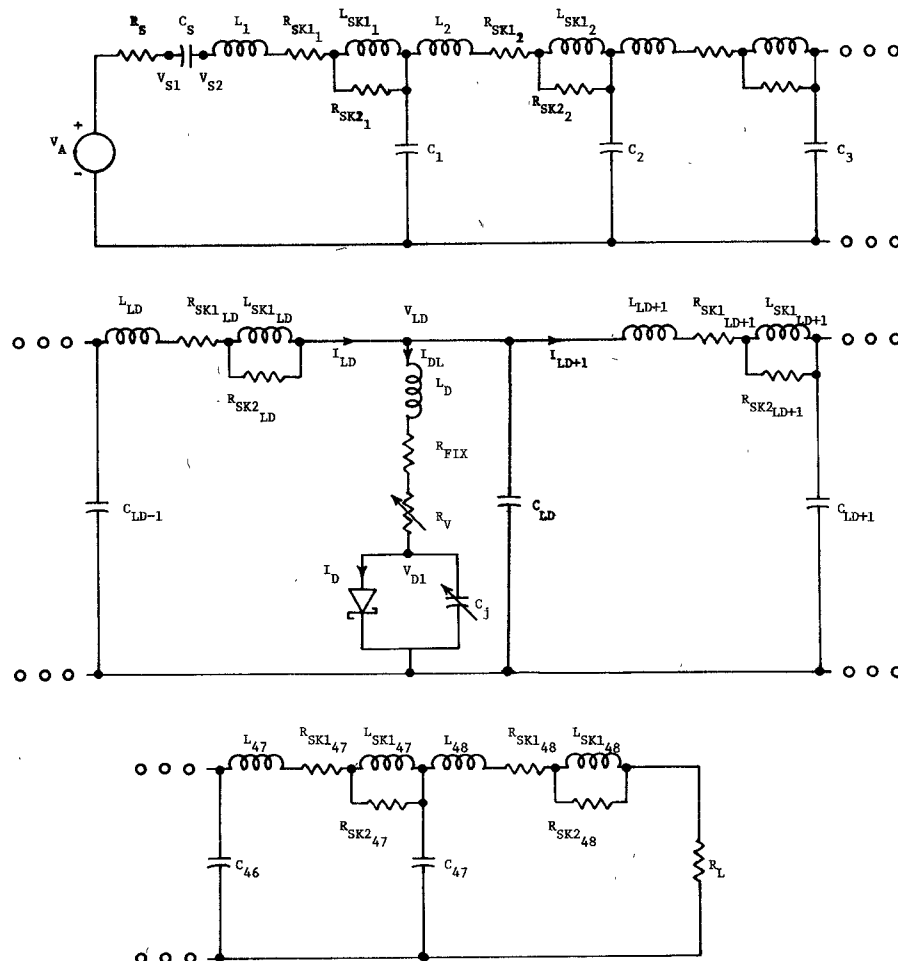 R_S C_S L_1 R_SK1_1 L_SK1_1 L_2 R_SK1_2 L_SK1_2
V_S1 V_S2
R_SK2_1 R_SK2_2
+
V_A
-
C_1 C_2 C_3
L_LD R_SK1_LD L_SK1_LD V_LD L_LD+1 R_SK1_LD+1 L_SK1_LD+1
I_LD I_DL I_LD+1
L_D
R_SK2_LD R_SK2_LD+1
R_FIX
C_LD-1 R_V C_LD C_LD+1
I_D V_D1
C_j
L_47 R_SK1_47 L_SK1_47 L_48 R_SK1_48 L_SK1_48
R_SK2_47 R_SK2_48
C_46 C_47 R_L